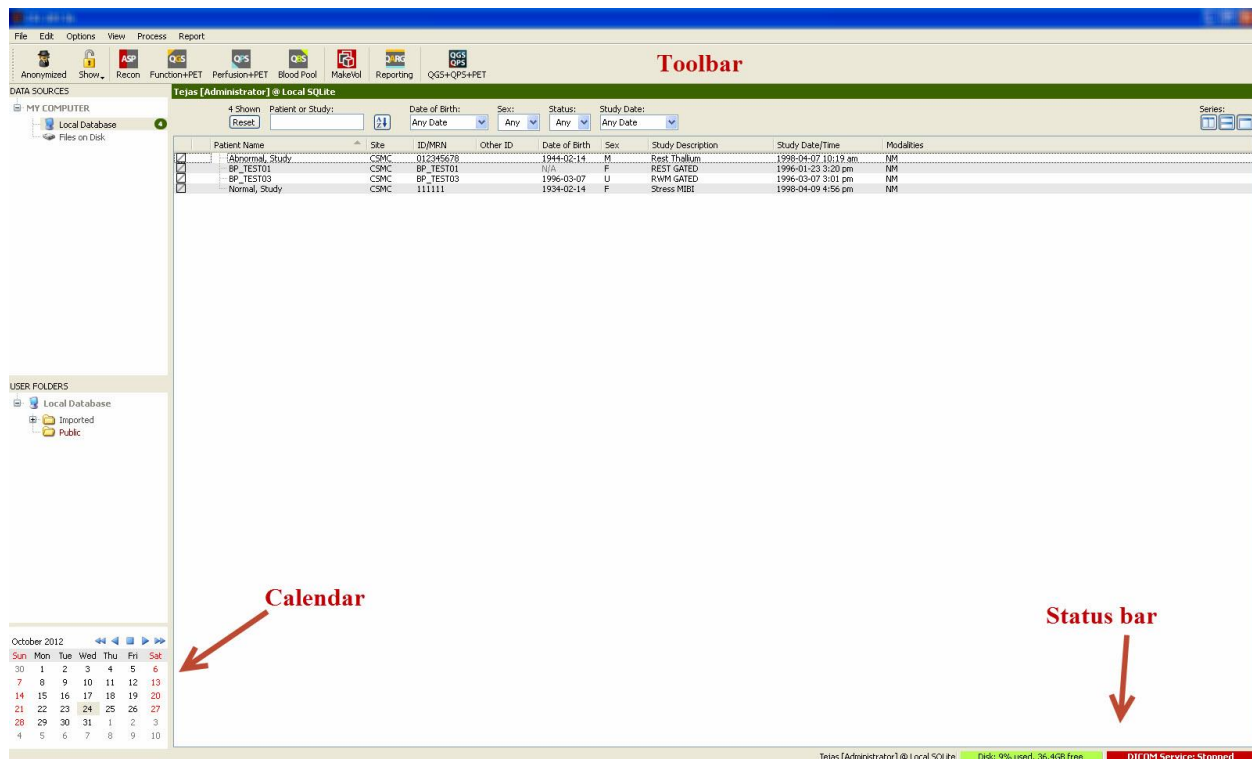 File Edit Options View Process Report
ASP QGS QPS QBS QARG QGS QPS
Anonymized Show Recon Function+PET Perfusion+PET Blood Pool MakeVol Reporting QGS+QPS+PET
Toolbar
DATA SOURCES
MY COMPUTER
Local Database 4
Files on Disk
Tejas [Administrator] @ Local SQLite
4 Shown Patient or Study: Date of Birth: Sex: Status: Study Date: Series:
Reset Any Date Any Any Any Date
Patient Name Site ID/MRN Other ID Date of Birth Sex Study Description Study Date/Time Modalities
Abnormal, Study CSMC 012345678 1944-02-14 M Rest Thallium 1998-04-07 10:19 am NM
BP_TEST01 CSMC BP_TEST01 N/A F REST GATED 1996-01-23 3:20 pm NM
BP_TEST03 CSMC BP_TEST03 1996-03-07 U RWM GATED 1996-03-07 3:01 pm NM
Normal, Study CSMC 111111 1934-02-14 F Stress MIBI 1998-04-09 4:56 pm NM
USER FOLDERS
Local Database
Imported
Public
Calendar
Status bar
October 2012
Sun Mon Tue Wed Thu Fri Sat
30 1 2 3 4 5 6
7 8 9 10 11 12 13
14 15 16 17 18 19 20
21 22 23 24 25 26 27
28 29 30 31 1 2 3
4 5 6 7 8 9 10
Tejas [Administrator] @ Local SQLite Disk: 9% used, 36.4GB free DICOM Service: Stopped